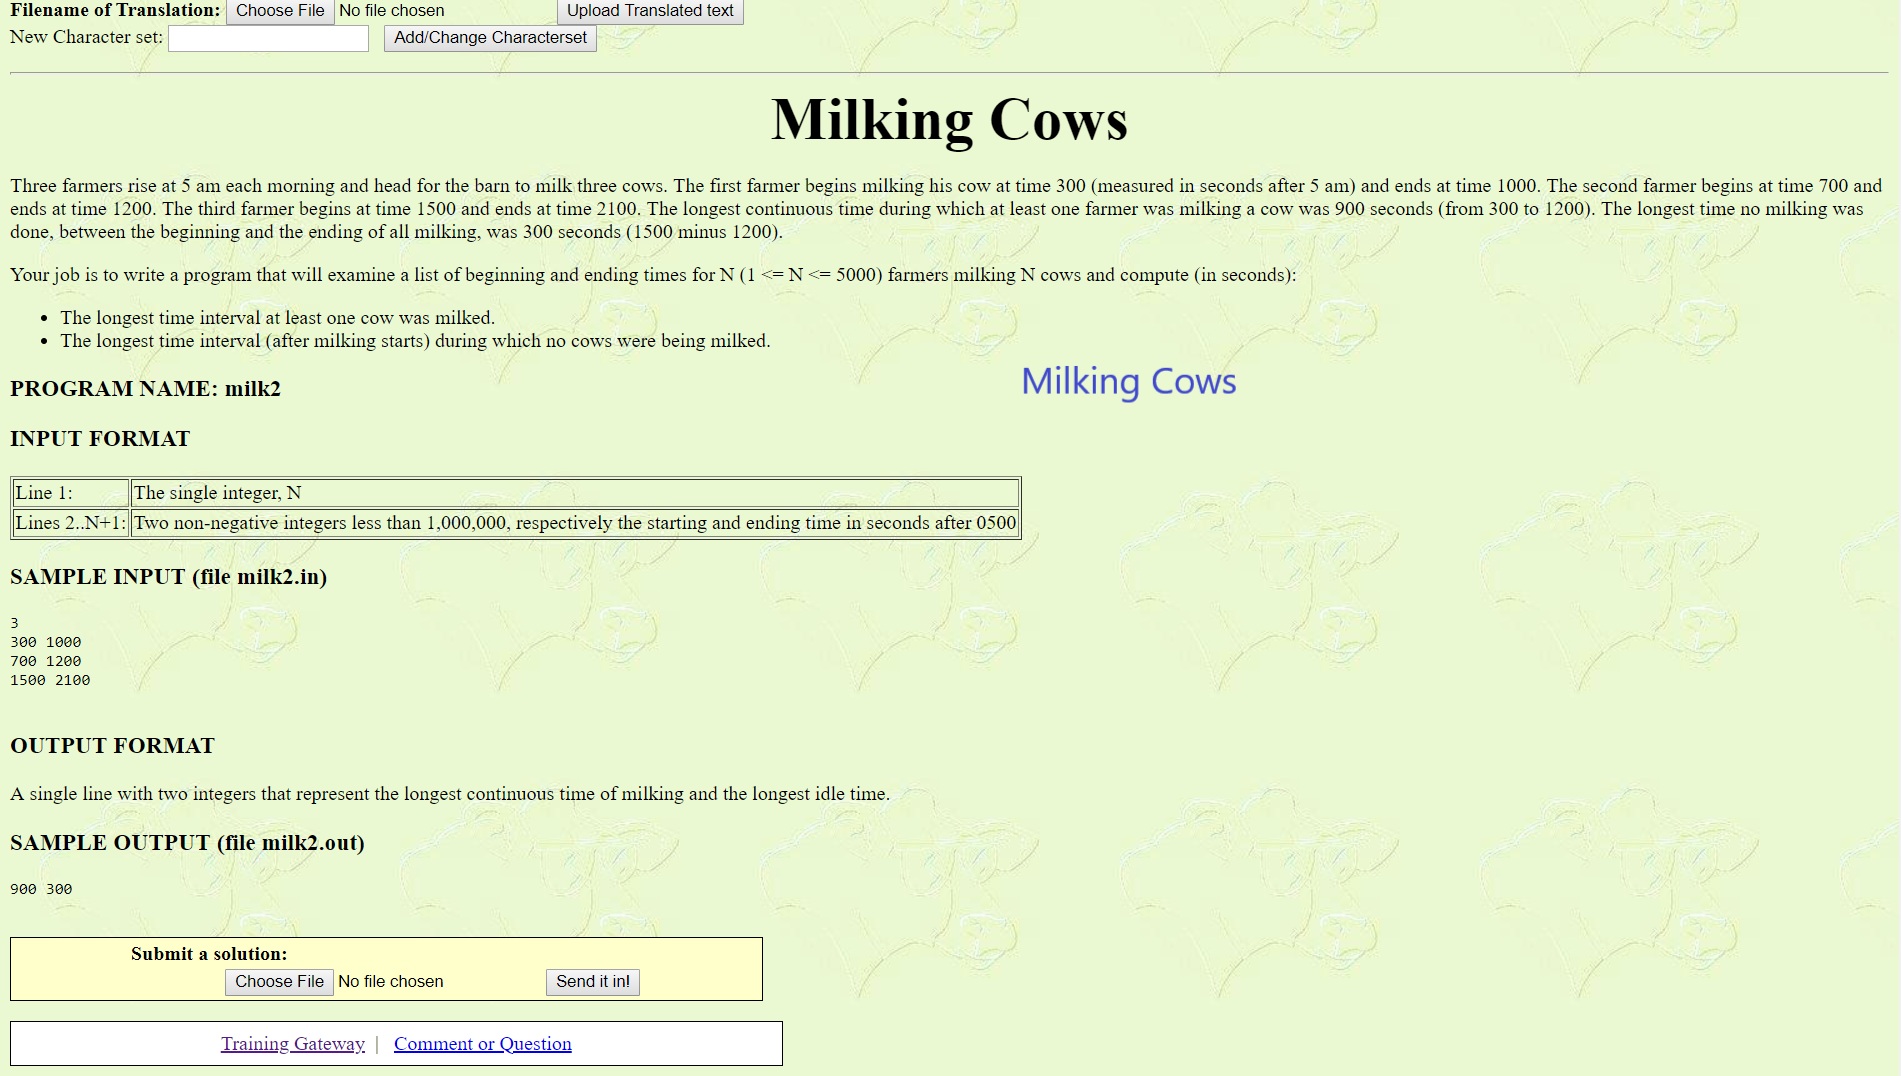 Filename of Translation: Choose File No file chosen Upload Translated text
New Character set: Add/Change Characterset
Milking Cows
Three farmers rise at 5 am each morning and head for the barn to milk three cows. The first farmer begins milking his cow at time 300 (measured in seconds after 5 am) and ends at time 1000. The second farmer begins at time 700 and
ends at time 1200. The third farmer begins at time 1500 and ends at time 2100. The longest continuous time during which at least one farmer was milking a cow was 900 seconds (from 300 to 1200). The longest time no milking was
done, between the beginning and the ending of all milking, was 300 seconds (1500 minus 1200).
Your job is to write a program that will examine a list of beginning and ending times for N (1 <= N <= 5000) farmers milking N cows and compute (in seconds):
• The longest time interval at least one cow was milked.
• The longest time interval (after milking starts) during which no cows were being milked.
PROGRAM NAME: milk2
Milking Cows
INPUT FORMAT
Line 1: The single integer, N
Lines 2..N+1: Two non-negative integers less than 1,000,000, respectively the starting and ending time in seconds after 0500
SAMPLE INPUT (file milk2.in)
3
300 1000
700 1200
1500 2100
OUTPUT FORMAT
A single line with two integers that represent the longest continuous time of milking and the longest idle time.
SAMPLE OUTPUT (file milk2.out)
900 300
Submit a solution:
Choose File No file chosen Send it in!
Training Gateway | Comment or Question